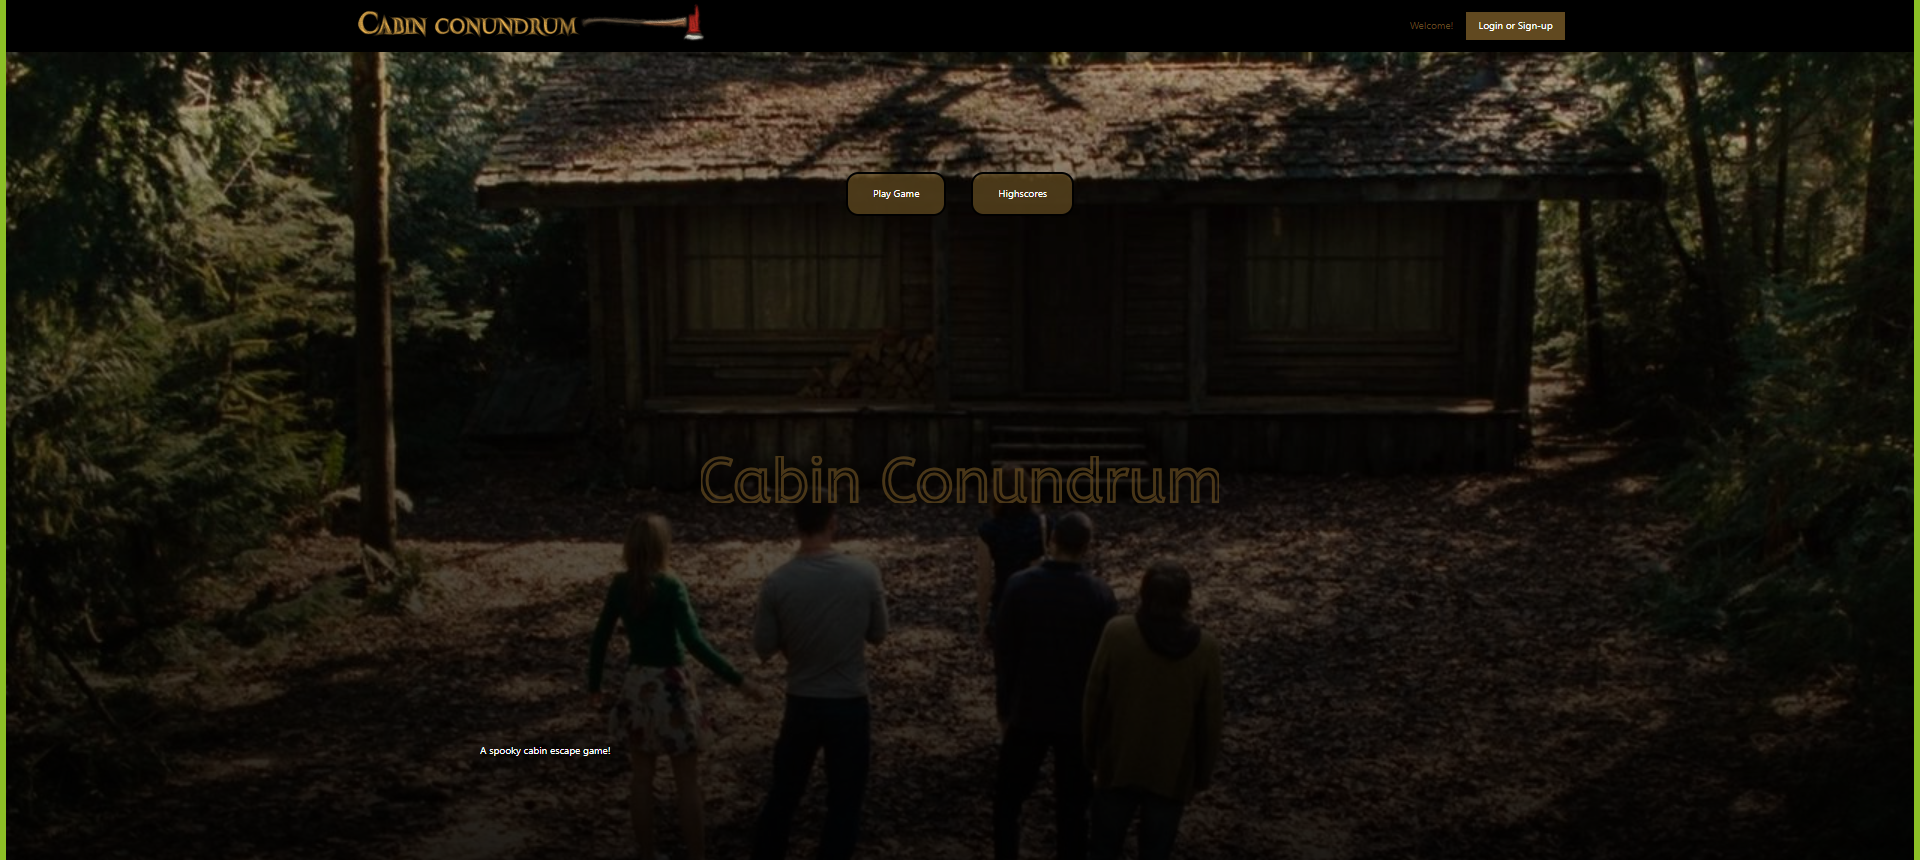 Cabin conundrum
Welcome!
Login or Sign-up
Play Game
Highscores
Cabin Conundrum
A spooky cabin escape game!